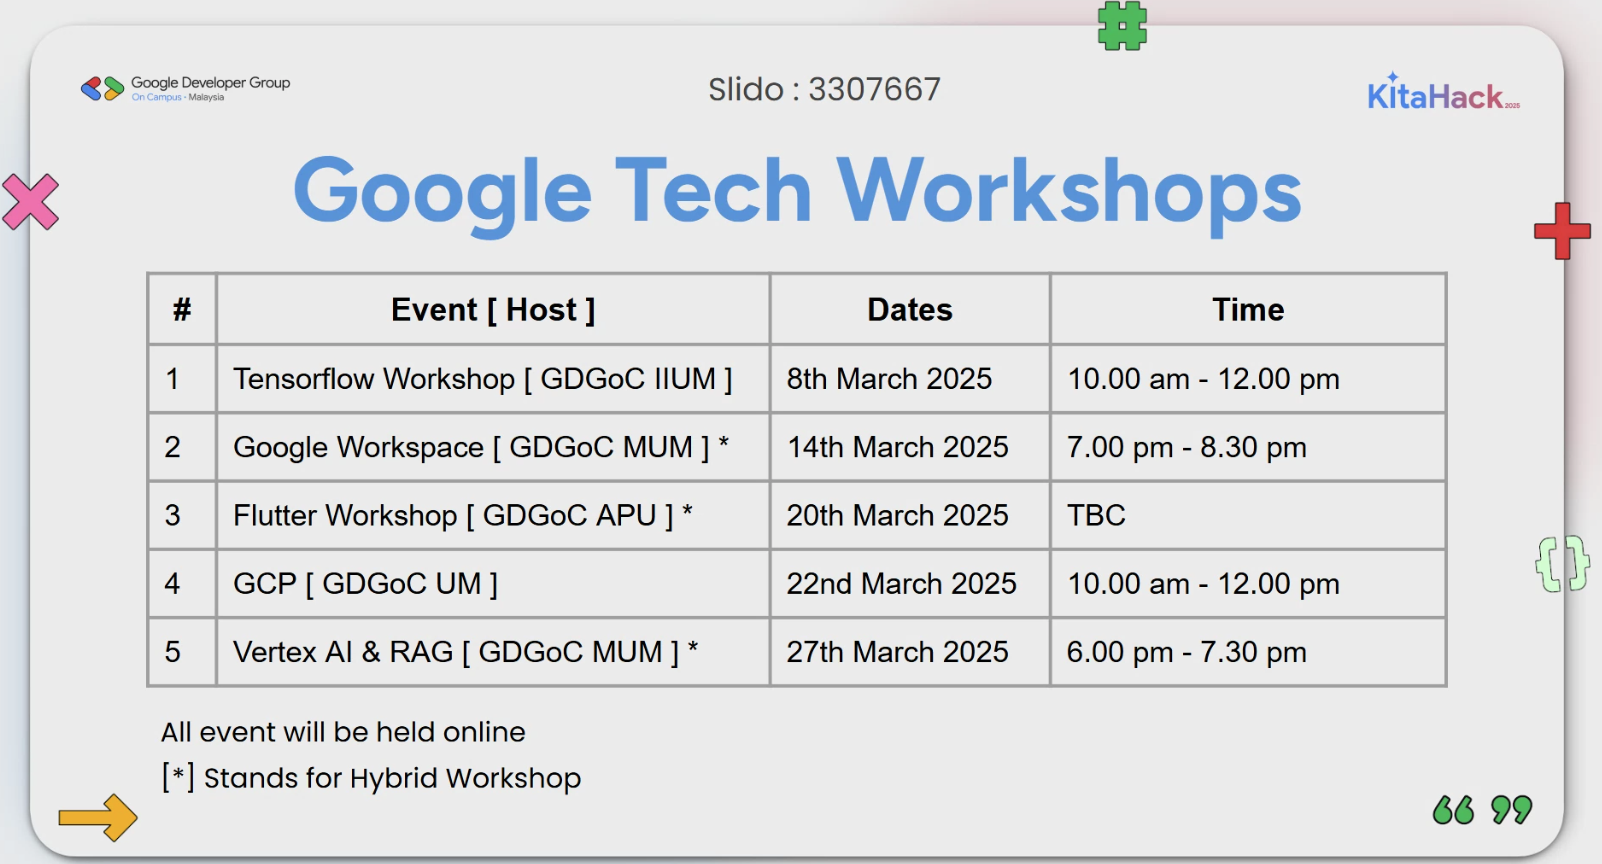 Google Developer Group
On Campus · Malaysia
Slido : 3307667
KitaHack 2025
Google Tech Workshops
# Event [ Host ] Dates Time
1 Tensorflow Workshop [ GDGoC IIUM ] 8th March 2025 10.00 am - 12.00 pm
2 Google Workspace [ GDGoC MUM ] * 14th March 2025 7.00 pm - 8.30 pm
3 Flutter Workshop [ GDGoC APU ] * 20th March 2025 TBC
4 GCP [ GDGoC UM ] 22nd March 2025 10.00 am - 12.00 pm
5 Vertex AI & RAG [ GDGoC MUM ] * 27th March 2025 6.00 pm - 7.30 pm
All event will be held online
[*] Stands for Hybrid Workshop